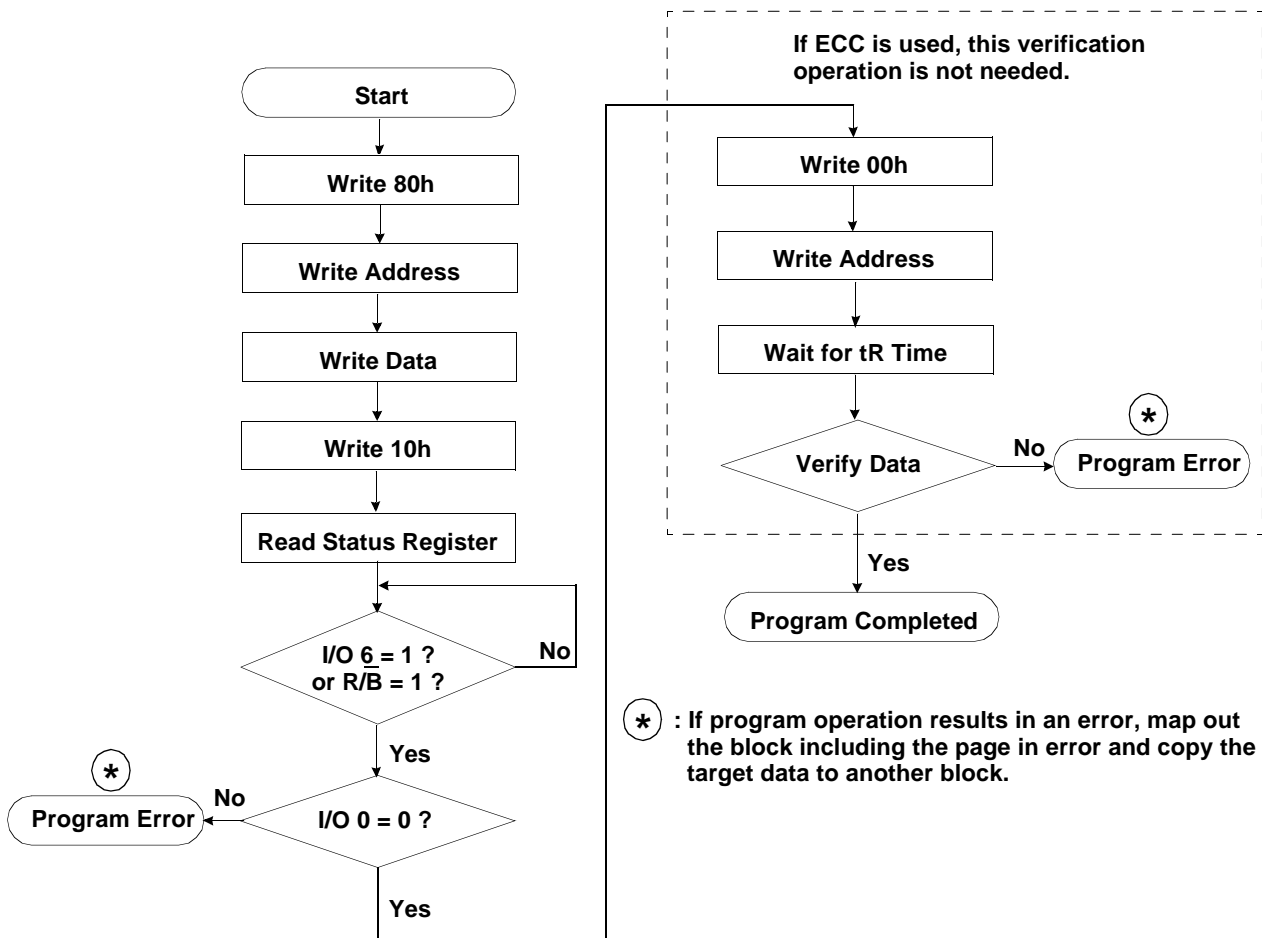 Start
Write 80h
Write Address
Write Data
Write 10h
Read Status Register
I/O 6 = 1 ?
or R/B = 1 ?
No
Yes
*
No
Program Error
I/O 0 = 0 ?
Yes
If ECC is used, this verification
operation is not needed.
Write 00h
Write Address
Wait for tR Time
*
Verify Data
No
Program Error
Yes
Program Completed
* : If program operation results in an error, map out
the block including the page in error and copy the
target data to another block.